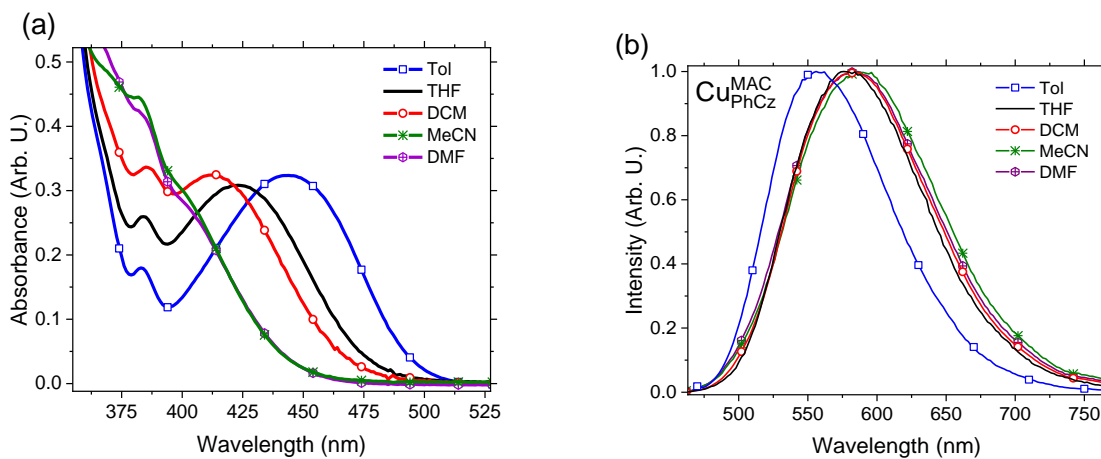 (a)
0.5
0.4
0.3
0.2
0.1
0.0
Absorbance (Arb. U.)
Tol
THF
DCM
MeCN
DMF
375 400 425 450 475 500 525
Wavelength (nm)
(b)
1.0
0.8
0.6
0.4
0.2
0.0
Intensity (Arb. U.)
Cu MAC PhCz
Tol
THF
DCM
MeCN
DMF
500 550 600 650 700 750
Wavelength (nm)